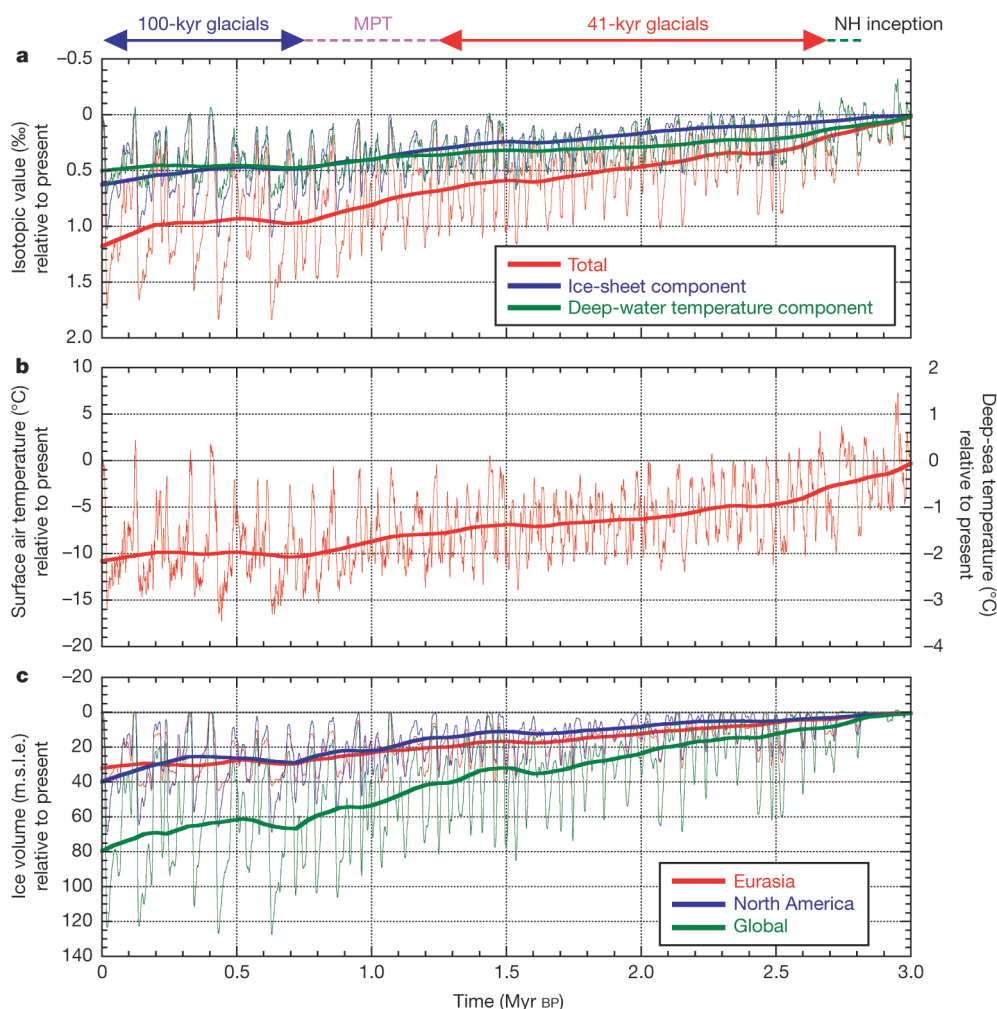 100-kyr glacials MPT 41-kyr glacials NH inception
a
Isotopic value (‰)
relative to present
–0.5
0
0.5
1.0
1.5
2.0
Total
Ice-sheet component
Deep-water temperature component
b
Surface air temperature (°C)
relative to present
10
5
0
–5
–10
–15
–20
2
1
0
–1
–2
–3
–4
Deep-sea temperature (°C)
relative to present
c
Ice volume (m.s.l.e.)
relative to present
–20
0
20
40
60
80
100
120
140
Eurasia
North America
Global
0 0.5 1.0 1.5 2.0 2.5 3.0
Time (Myr BP)